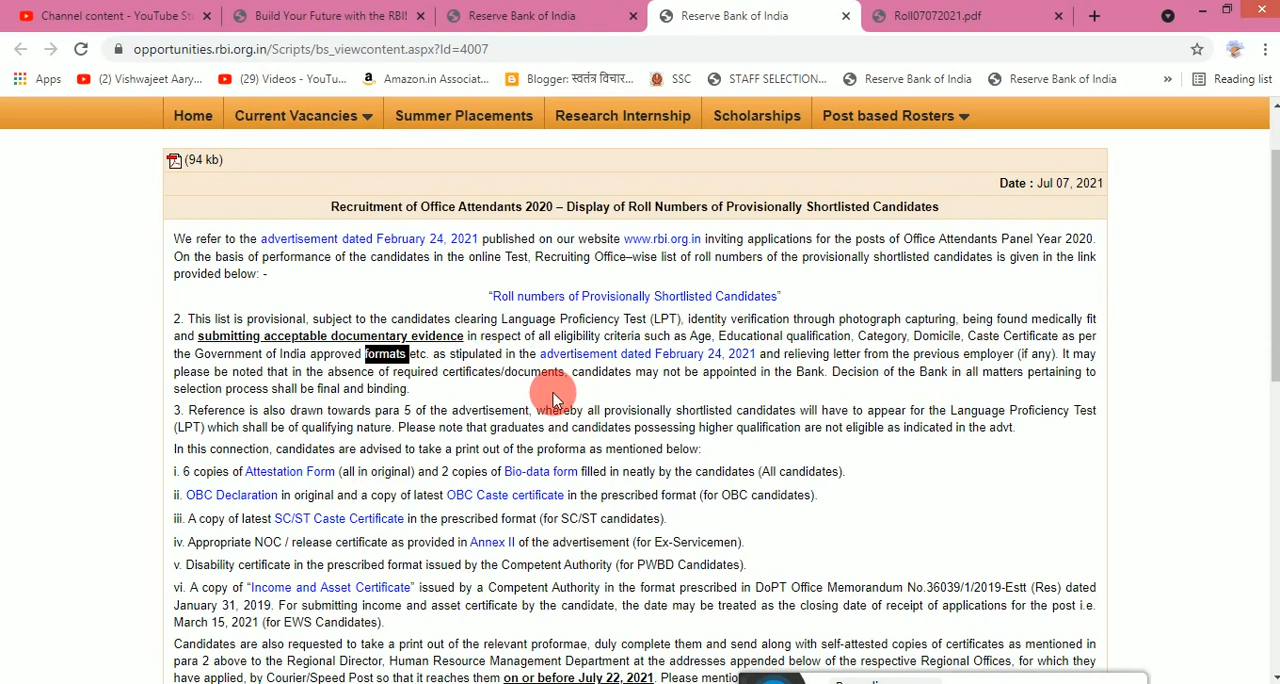 Channel content - YouTube St
Build Your Future with the RBI!
Reserve Bank of India
Reserve Bank of India
Roll07072021.pdf
opportunities.rbi.org.in/Scripts/bs_viewcontent.aspx?Id=4007
Apps
(2) Vishwajeet Aary...
(29) Videos - YouTu...
Amazon.in Associat...
Blogger: स्वतंत्र विचार...
SSC
STAFF SELECTION...
Reserve Bank of India
Reserve Bank of India
»
Reading list
Home
Current Vacancies
Summer Placements
Research Internship
Scholarships
Post based Rosters
(94 kb)
Date : Jul 07, 2021
Recruitment of Office Attendants 2020 – Display of Roll Numbers of Provisionally Shortlisted Candidates
We refer to the advertisement dated February 24, 2021 published on our website www.rbi.org.in inviting applications for the posts of Office Attendants Panel Year 2020.
On the basis of performance of the candidates in the online Test, Recruiting Office–wise list of roll numbers of the provisionally shortlisted candidates is given in the link
provided below: -
“Roll numbers of Provisionally Shortlisted Candidates”
2. This list is provisional, subject to the candidates clearing Language Proficiency Test (LPT), identity verification through photograph capturing, being found medically fit
and submitting acceptable documentary evidence in respect of all eligibility criteria such as Age, Educational qualification, Category, Domicile, Caste Certificate as per
the Government of India approved formats etc. as stipulated in the advertisement dated February 24, 2021 and relieving letter from the previous employer (if any). It may
please be noted that in the absence of required certificates/documents, candidates may not be appointed in the Bank. Decision of the Bank in all matters pertaining to
selection process shall be final and binding.
3. Reference is also drawn towards para 5 of the advertisement, whereby all provisionally shortlisted candidates will have to appear for the Language Proficiency Test
(LPT) which shall be of qualifying nature. Please note that graduates and candidates possessing higher qualification are not eligible as indicated in the advt.
In this connection, candidates are advised to take a print out of the proforma as mentioned below:
i. 6 copies of Attestation Form (all in original) and 2 copies of Bio-data form filled in neatly by the candidates (All candidates).
ii. OBC Declaration in original and a copy of latest OBC Caste certificate in the prescribed format (for OBC candidates).
iii. A copy of latest SC/ST Caste Certificate in the prescribed format (for SC/ST candidates).
iv. Appropriate NOC / release certificate as provided in Annex II of the advertisement (for Ex-Servicemen).
v. Disability certificate in the prescribed format issued by the Competent Authority (for PWBD Candidates).
vi. A copy of “Income and Asset Certificate” issued by a Competent Authority in the format prescribed in DoPT Office Memorandum No.36039/1/2019-Estt (Res) dated
January 31, 2019. For submitting income and asset certificate by the candidate, the date may be treated as the closing date of receipt of applications for the post i.e.
March 15, 2021 (for EWS Candidates).
Candidates are also requested to take a print out of the relevant proformae, duly complete them and send along with self-attested copies of certificates as mentioned in
para 2 above to the Regional Director, Human Resource Management Department at the addresses appended below of the respective Regional Offices, for which they
have applied, by Courier/Speed Post so that it reaches them on or before July 22, 2021. Please mentio